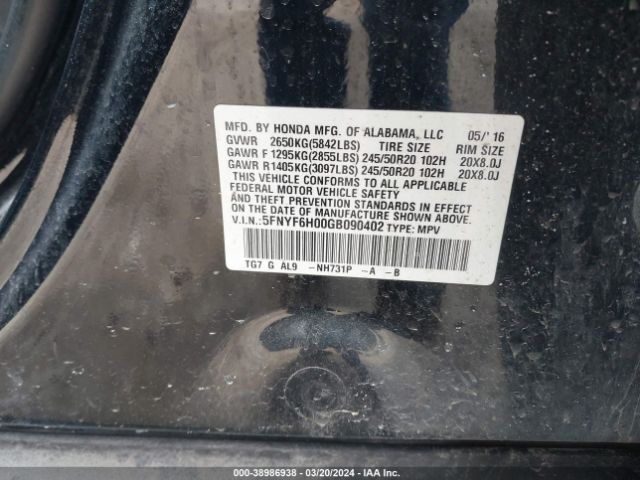 MFD. BY HONDA MFG. OF ALABAMA, LLC 05/'16
GVWR 2650KG(5842LBS) TIRE SIZE RIM SIZE
GAWR F 1295KG(2855LBS) 245/50R20 102H 20X8.0J
GAWR R1405KG(3097LBS) 245/50R20 102H 20X8.0J
THIS VEHICLE CONFORMS TO ALL APPLICABLE
FEDERAL MOTOR VEHICLE SAFETY
AND THEFT PREVENTION STANDARDS IN EFFECT
ON THE DATE OF MANUFACTURE SHOWN ABOVE.
V.I.N.:5FNYF6H00GB090402 TYPE: MPV
TG7 G AL9 -NH731P -A -B
000-38986938 - 03/20/2024 - IAA Inc.